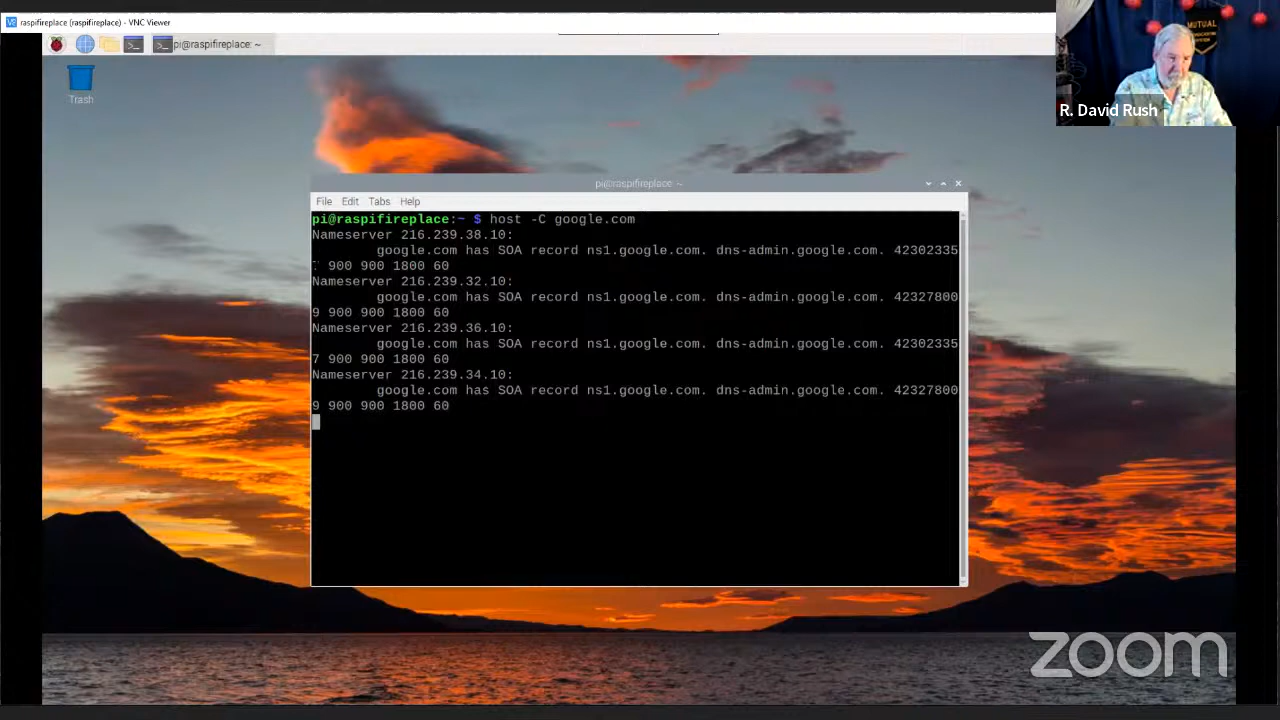 raspifireplace (raspifireplace) - VNC Viewer
pi@raspifireplace: ~
Trash
MUTUAL
R. David Rush
pi@raspifireplace: ~
File Edit Tabs Help
pi@raspifireplace:~ $ host -C google.com
Nameserver 216.239.38.10:
google.com has SOA record ns1.google.com. dns-admin.google.com. 42302335
7 900 900 1800 60
Nameserver 216.239.32.10:
google.com has SOA record ns1.google.com. dns-admin.google.com. 42327800
9 900 900 1800 60
Nameserver 216.239.36.10:
google.com has SOA record ns1.google.com. dns-admin.google.com. 42302335
7 900 900 1800 60
Nameserver 216.239.34.10:
google.com has SOA record ns1.google.com. dns-admin.google.com. 42327800
9 900 900 1800 60
zoom